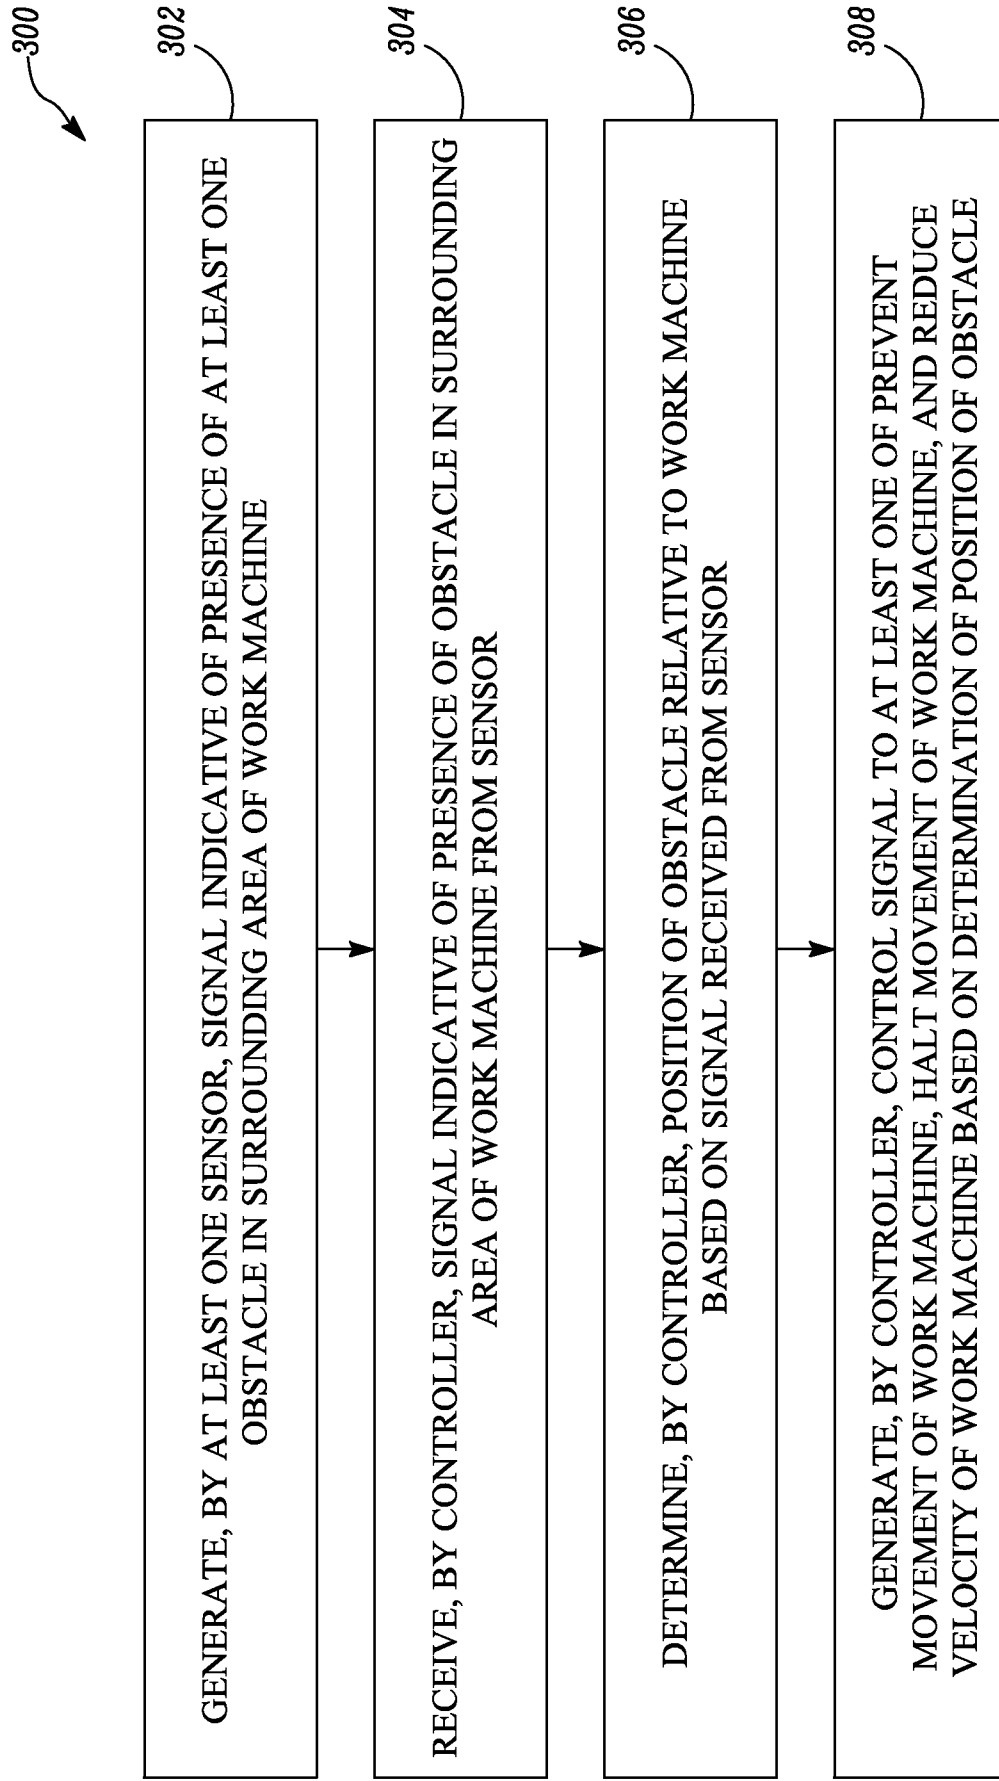 300
302
GENERATE, BY AT LEAST ONE SENSOR, SIGNAL INDICATIVE OF PRESENCE OF AT LEAST ONE
OBSTACLE IN SURROUNDING AREA OF WORK MACHINE
304
RECEIVE, BY CONTROLLER, SIGNAL INDICATIVE OF PRESENCE OF OBSTACLE IN SURROUNDING
AREA OF WORK MACHINE FROM SENSOR
306
DETERMINE, BY CONTROLLER, POSITION OF OBSTACLE RELATIVE TO WORK MACHINE
BASED ON SIGNAL RECEIVED FROM SENSOR
308
GENERATE, BY CONTROLLER, CONTROL SIGNAL TO AT LEAST ONE OF PREVENT
MOVEMENT OF WORK MACHINE, HALT MOVEMENT OF WORK MACHINE, AND REDUCE
VELOCITY OF WORK MACHINE BASED ON DETERMINATION OF POSITION OF OBSTACLE